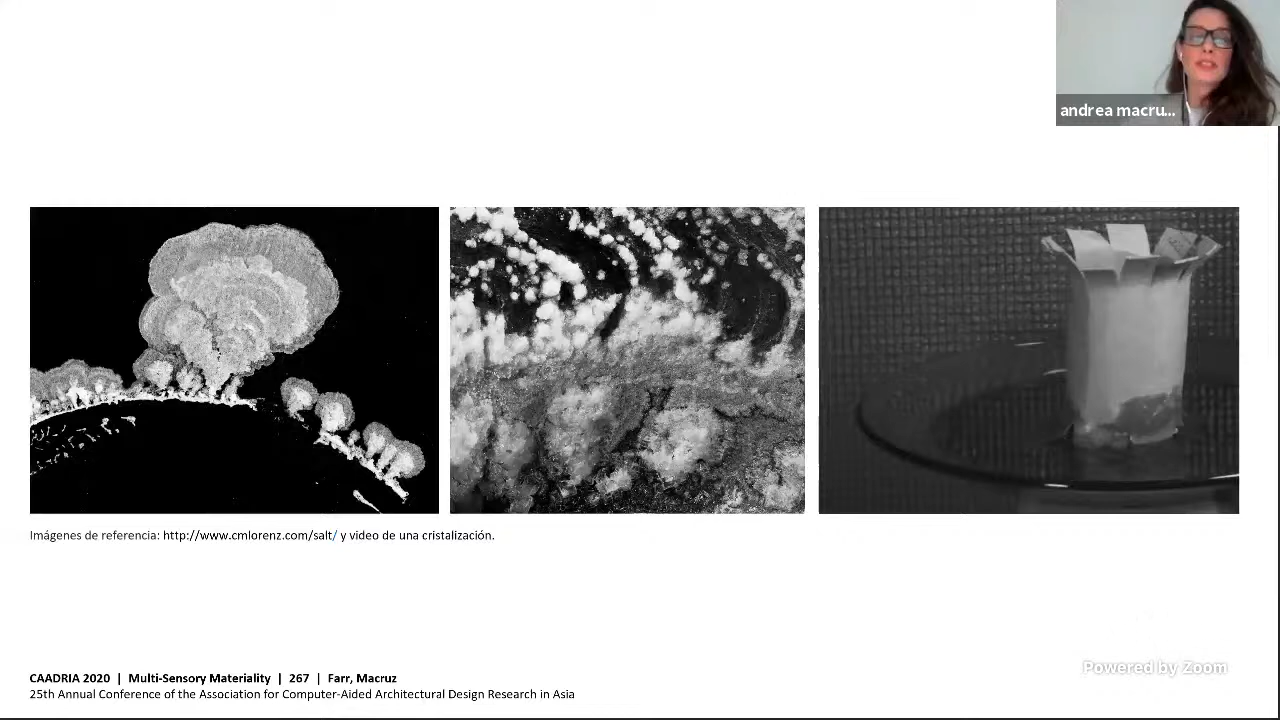 andrea macru...
Imágenes de referencia: http://www.cmlorenz.com/salt/ y video de una cristalización.
CAADRIA 2020 | Multi-Sensory Materiality | 267 | Farr, Macruz
25th Annual Conference of the Association for Computer-Aided Architectural Design Research in Asia
Powered by Zoom